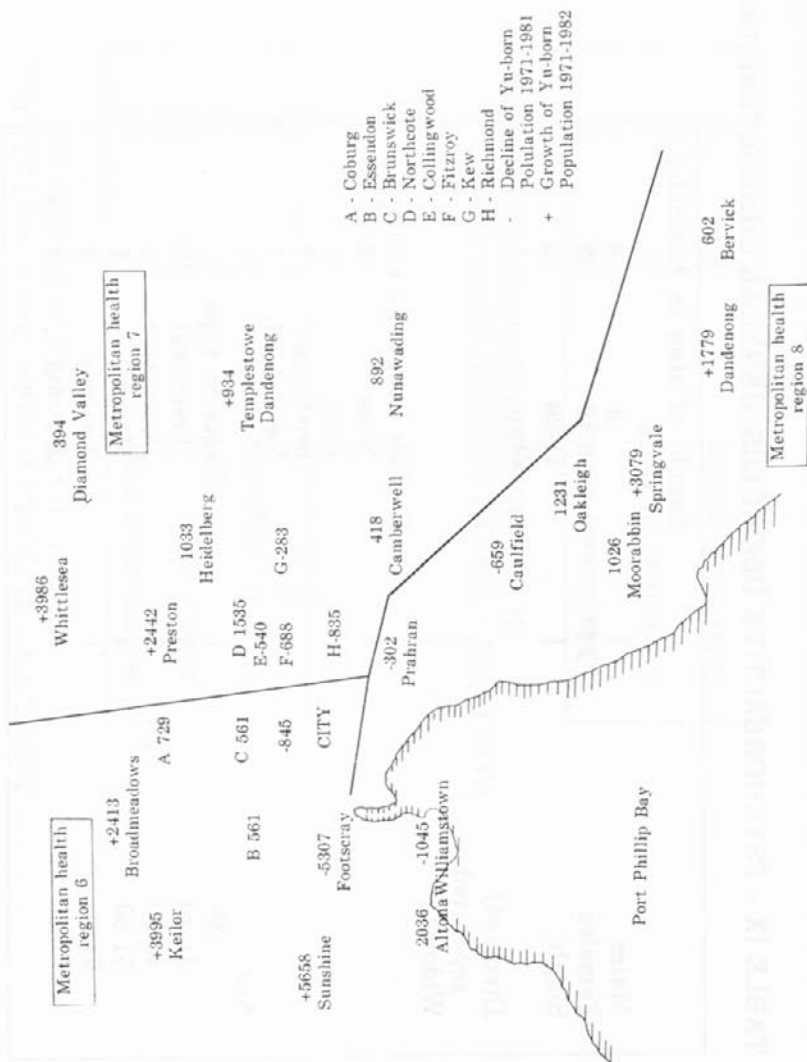 Metropolitan health
region 6
+3986
Whittlesea
394
Diamond Valley
Metropolitan health
region 7
+2413
Broadmeadows
+3995
Keilor
A 729
+2442
Preston
1033
Heidelberg
+934
Templestowe
Dandenong
B 561
C 561
D 1535
E-540
F-688
G-283
-845
CITY
H-835
+5658
Sunshine
-5307
Footscray
418
Camberwell
892
Nunawading
-302
Prahran
2036
Altona
-1045
Williamstown
-659
Caulfield
1231
Oakleigh
1026
Moorabbin
+3079
Springvale
+1779
Dandenong
602
Bervick
Port Phillip Bay
Metropolitan health
region 8
A - Coburg
B - Essendon
C - Brunswick
D - Northcote
E - Collingwood
F - Fitzroy
G - Kew
H - Richmond
- Decline of Yu-born
Polulation 1971-1981
+ Growth of Yu-born
Population 1971-1982